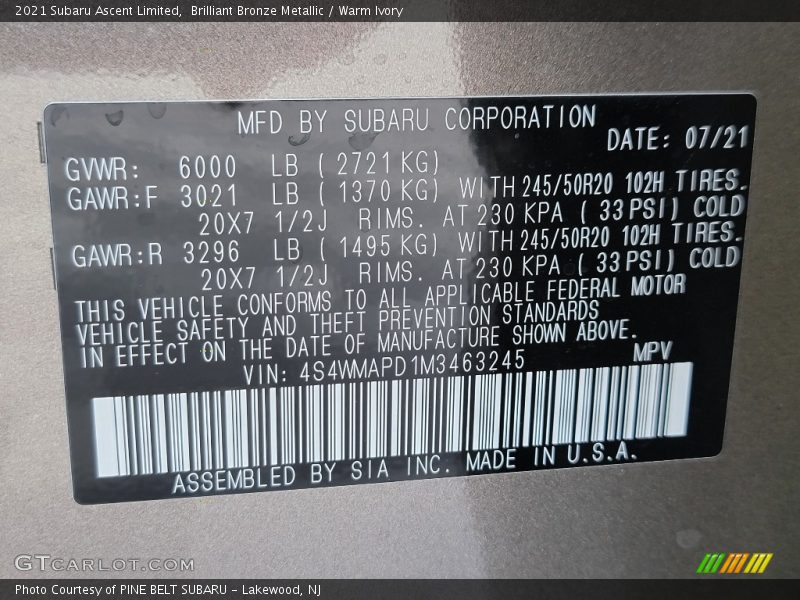 2021 Subaru Ascent Limited, Brilliant Bronze Metallic / Warm Ivory
MFD BY SUBARU CORPORATION
DATE: 07/21
GVWR: 6000 LB ( 2721 KG)
GAWR:F 3021 LB ( 1370 KG) WITH 245/50R20 102H TIRES.
20X7 1/2J RIMS. AT 230 KPA ( 33 PSI) COLD
GAWR:R 3296 LB ( 1495 KG) WITH 245/50R20 102H TIRES.
20X7 1/2J RIMS. AT 230 KPA ( 33 PSI) COLD
THIS VEHICLE CONFORMS TO ALL APPLICABLE FEDERAL MOTOR
VEHICLE SAFETY AND THEFT PREVENTION STANDARDS
IN EFFECT ON THE DATE OF MANUFACTURE SHOWN ABOVE.
VIN: 4S4WMAPD1M3463245 MPV
ASSEMBLED BY SIA INC. MADE IN U.S.A.
GTCARLOT.COM
Photo Courtesy of PINE BELT SUBARU - Lakewood, NJ